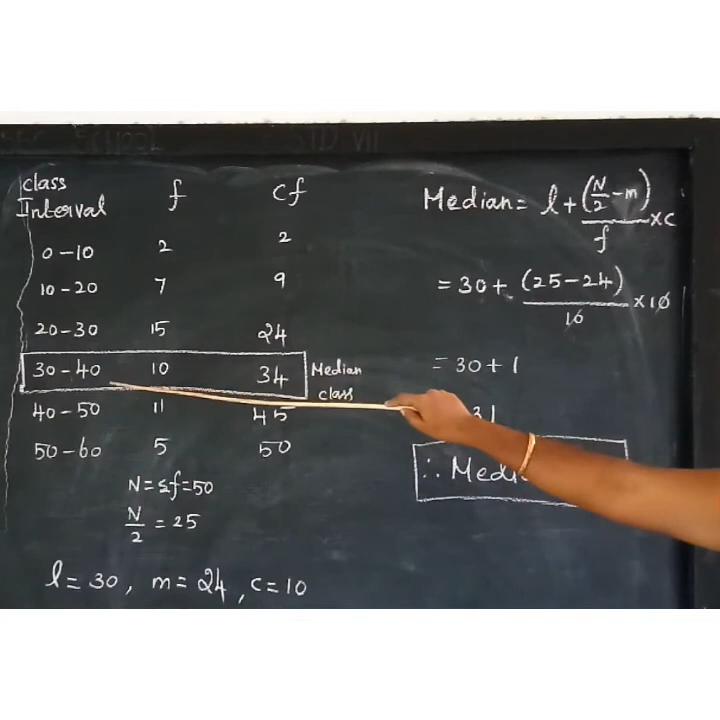 STD VII
class Interval f cf
0-10 2 2
10-20 7 9
20-30 15 24
30-40 10 34 Median class
40-50 11 45
50-60 5 50
N=Σf=50
N/2 = 25
l=30, m=24, c=10
Median= l+(N/2-m)/f ×c
=30+(25-24)/10 ×10
=30+1
31
∴ Medi